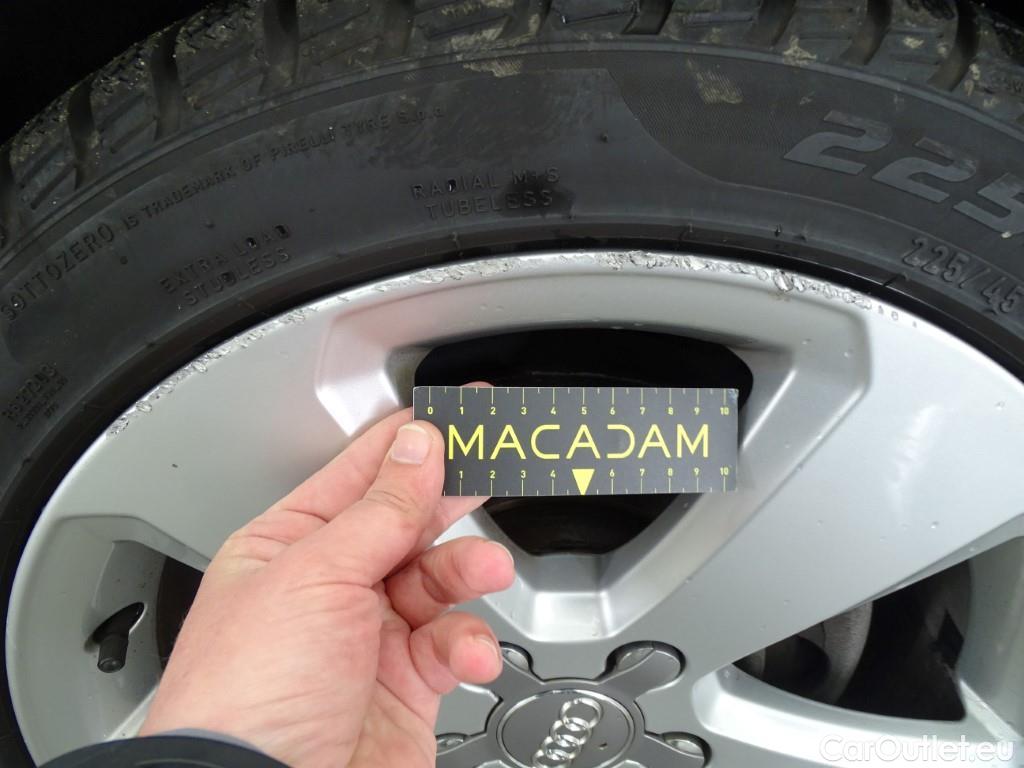 SOTTOZERO IS TRADEMARK OF PIRELLI TYRE S.p.a
RADIAL M+S
TUBELESS
EXTRA LOAD
STUDLESS
225
225/45
0 1 2 3 4 5 6 7 8 9 10
MACADAM
1 2 3 4 6 7 8 9 10
CarOutlet.eu